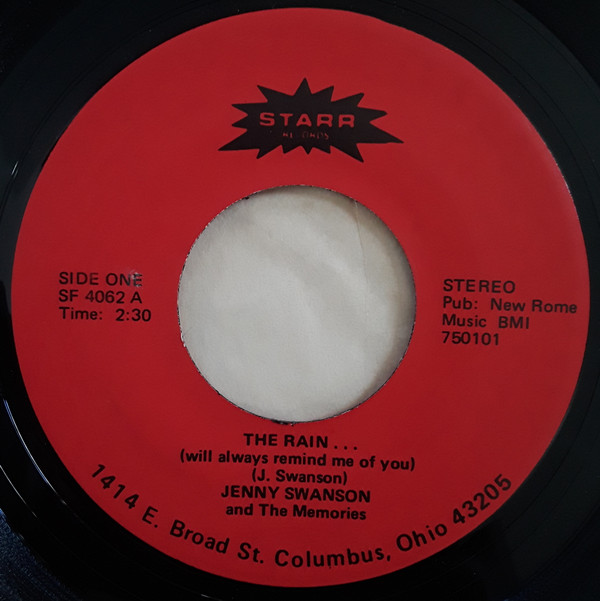 STARR
RECORDS
SIDE ONE
SF 4062 A
Time: 2:30
STEREO
Pub: New Rome
Music BMI
750101
THE RAIN . . .
(will always remind me of you)
(J. Swanson)
JENNY SWANSON
and The Memories
1414 E. Broad St. Columbus, Ohio 43205